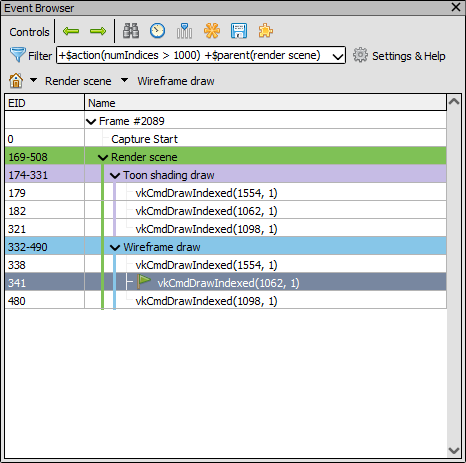 Event Browser
Controls
Filter +$action(numIndices > 1000) +$parent(render scene) Settings & Help
Render scene Wireframe draw
EID Name
Frame #2089
0 Capture Start
169-508 Render scene
174-331 Toon shading draw
179 vkCmdDrawIndexed(1554, 1)
182 vkCmdDrawIndexed(1062, 1)
321 vkCmdDrawIndexed(1098, 1)
332-490 Wireframe draw
338 vkCmdDrawIndexed(1554, 1)
341 vkCmdDrawIndexed(1062, 1)
480 vkCmdDrawIndexed(1098, 1)